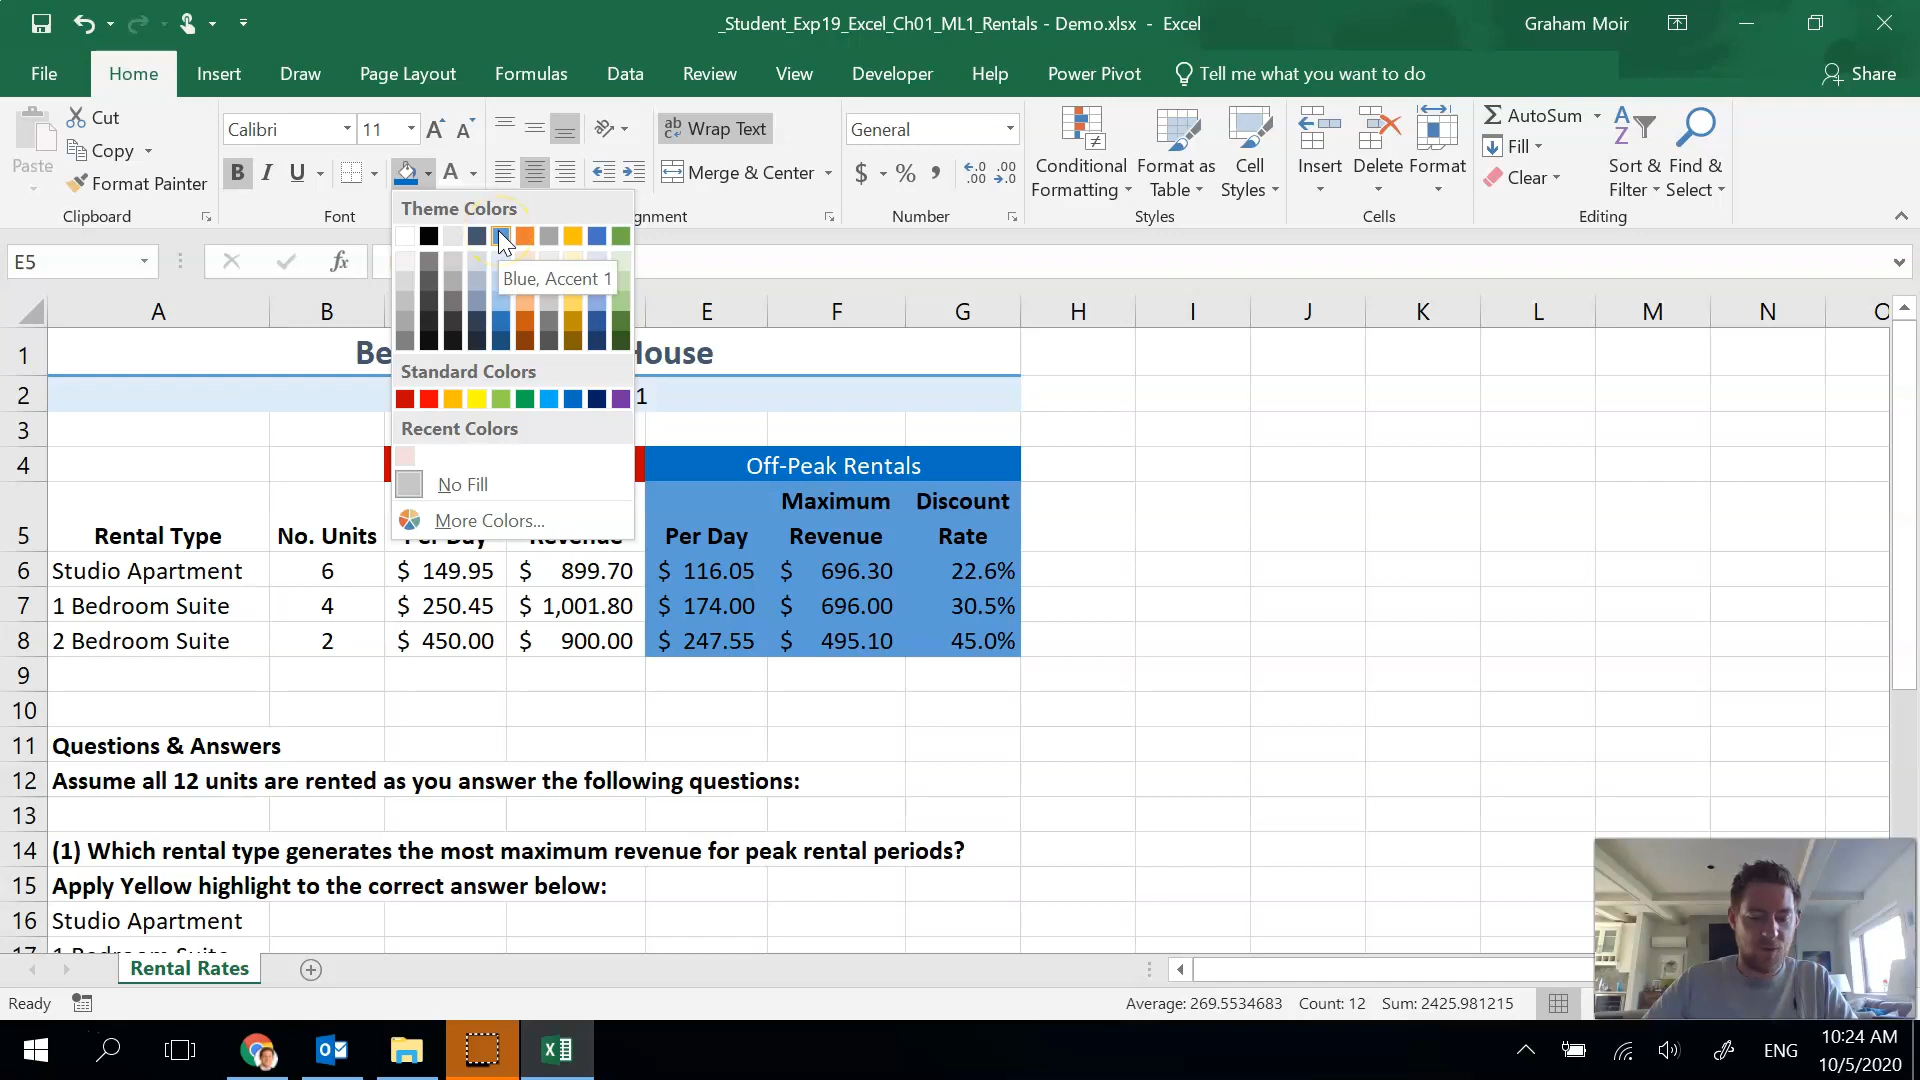 _Student_Exp19_Excel_Ch01_ML1_Rentals - Demo.xlsx - Excel
Graham Moir
File Home Insert Draw Page Layout Formulas Data Review View Developer Help Power Pivot Tell me what you want to do Share
Paste
Cut
Copy
Format Painter
Clipboard
Calibri 11
B I U
Font
Wrap Text
Merge & Center
General
$ % ,
Number
Conditional Formatting
Format as Table
Cell Styles
Styles
Insert Delete Format
Cells
AutoSum
Fill
Clear
Sort & Filter
Find & Select
Editing
E5
fx
Theme Colors
Blue, Accent 1
Standard Colors
Recent Colors
No Fill
More Colors...
A B E F G H I J K L M N
1 Be House
2 1
3
4 Off-Peak Rentals
5 Rental Type No. Units Per Day Revenue Per Day Maximum Revenue Discount Rate
6 Studio Apartment 6 $ 149.95 $ 899.70 $ 116.05 $ 696.30 22.6%
7 1 Bedroom Suite 4 $ 250.45 $ 1,001.80 $ 174.00 $ 696.00 30.5%
8 2 Bedroom Suite 2 $ 450.00 $ 900.00 $ 247.55 $ 495.10 45.0%
9
10
11 Questions & Answers
12 Assume all 12 units are rented as you answer the following questions:
13
14 (1) Which rental type generates the most maximum revenue for peak rental periods?
15 Apply Yellow highlight to the correct answer below:
16 Studio Apartment
17 1 Bedroom Suite
Rental Rates
Ready
Average: 269.5534683 Count: 12 Sum: 2425.981215
ENG
10:24 AM
10/5/2020